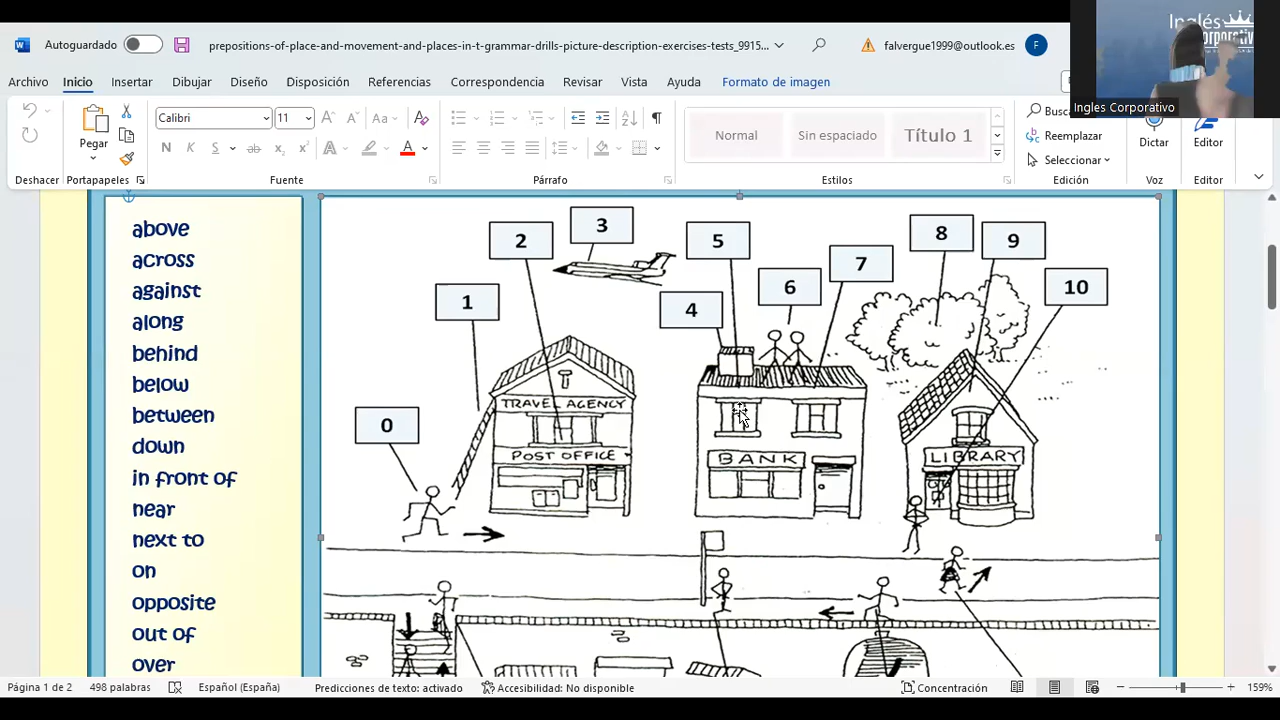 Autoguardado
prepositions-of-place-and-movement-and-places-in-t-grammar-drills-picture-description-exercises-tests_9915...
falvergue1999@outlook.es
F
Inglés
Corporativo
Ingles Corporativo
Archivo Inicio Insertar Dibujar Diseño Disposición Referencias Correspondencia Revisar Vista Ayuda Formato de imagen
Pegar
Calibri 11
N K S ab x₂ x²
Aa
Normal
Sin espaciado
Título 1
Reemplazar
Seleccionar
Dictar
Editor
Deshacer Portapapeles Fuente Párrafo Estilos Edición Voz Editor
above
across
against
along
behind
below
between
down
in front of
near
next to
on
opposite
out of
over
0
1
2
3
4
5
6
7
8
9
10
TRAVEL AGENCY
POST OFFICE
BANK
LIBRARY
Página 1 de 2 498 palabras Español (España) Predicciones de texto: activado Accesibilidad: No disponible Concentración 159%